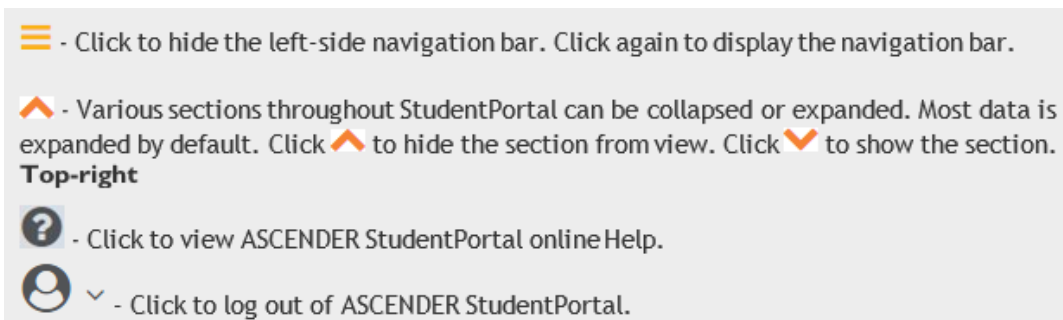 - Click to hide the left-side navigation bar. Click again to display the navigation bar.
- Various sections throughout StudentPortal can be collapsed or expanded. Most data is
expanded by default. Click to hide the section from view. Click to show the section.
Top-right
- Click to view ASCENDER StudentPortal online Help.
- Click to log out of ASCENDER StudentPortal.